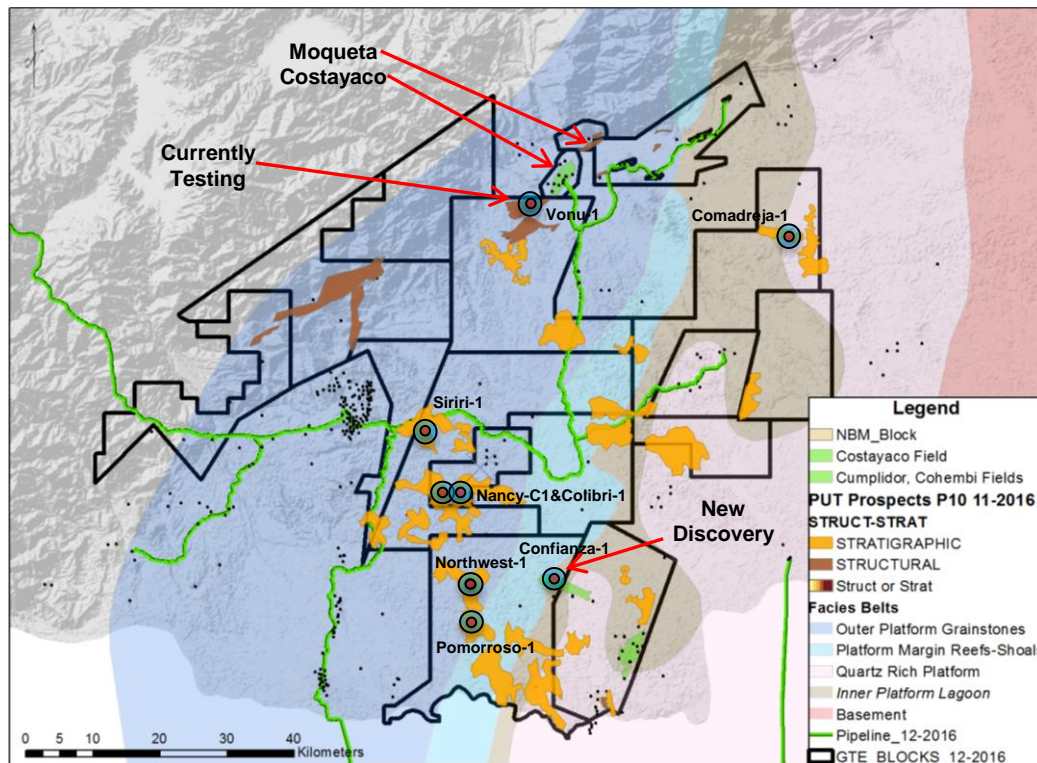 Moqueta
Costayaco
Currently
Testing
Vonu-1
Comadreja-1
Siriri-1
Nancy-C1&Colibri-1
New
Discovery
Confianza-1
Northwest-1
Pomorroso-1
0 5 10 20 30 40
Kilometers
Legend
NBM_Block
Costayaco Field
Cumplidor, Cohembi Fields
PUT Prospects P10 11-2016
STRUCT-STRAT
STRATIGRAPHIC
STRUCTURAL
Struct or Strat
Facies Belts
Outer Platform Grainstones
Platform Margin Reefs-Shoals
Quartz Rich Platform
Inner Platform Lagoon
Basement
Pipeline_12-2016
GTE_BLOCKS_12-2016